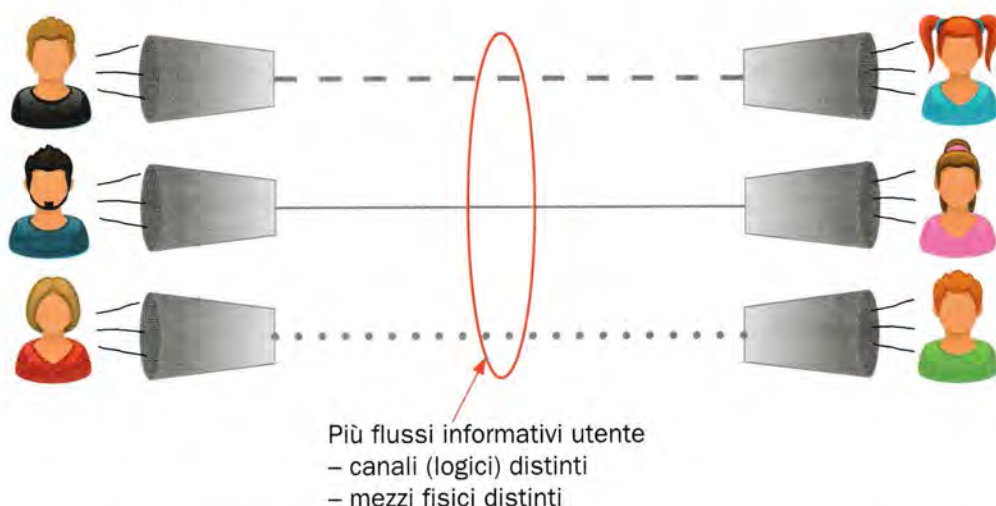 Più flussi informativi utente
– canali (logici) distinti
– mezzi fisici distinti